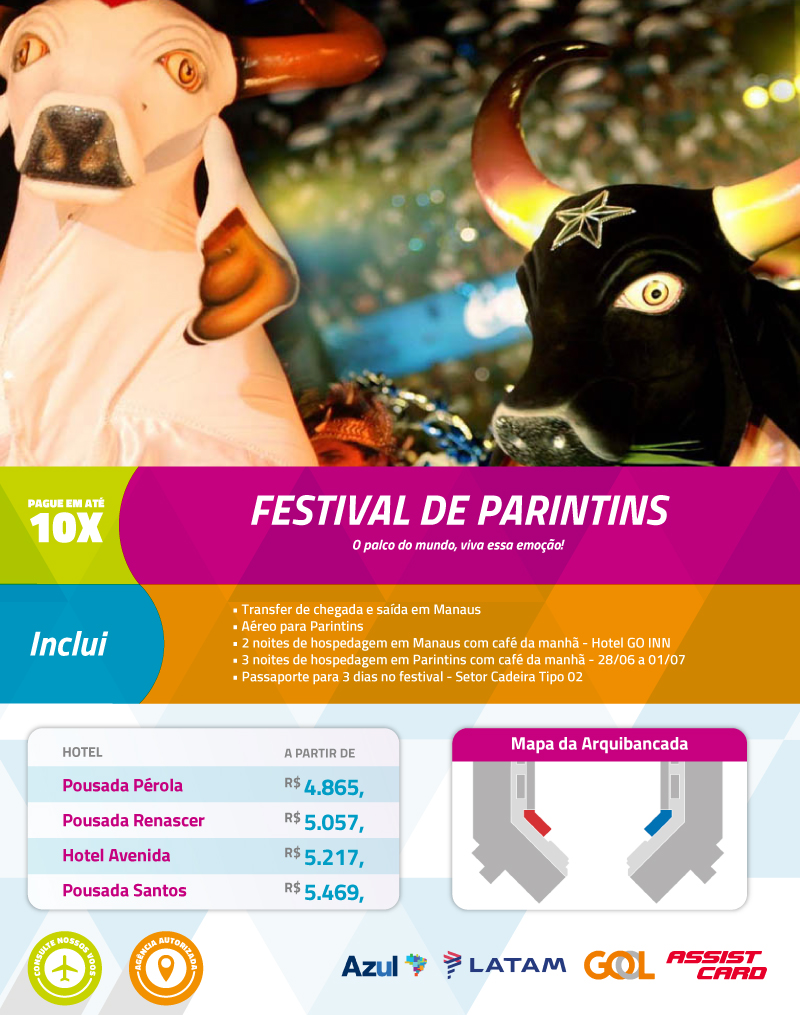 PAGUE EM ATÉ
10X
FESTIVAL DE PARINTINS
O palco do mundo, viva essa emoção!
Inclui
• Transfer de chegada e saída em Manaus
• Aéreo para Parintins
• 2 noites de hospedagem em Manaus com café da manhã - Hotel GO INN
• 3 noites de hospedagem em Parintins com café da manhã - 28/06 a 01/07
• Passaporte para 3 dias no festival - Setor Cadeira Tipo 02
HOTEL A PARTIR DE
Pousada Pérola R$ 4.865,
Pousada Renascer R$ 5.057,
Hotel Avenida R$ 5.217,
Pousada Santos R$ 5.469,
Mapa da Arquibancada
CONSULTE NOSSOS VOOS
AGÊNCIA AUTORIZADA
Azul
LATAM
GOL
ASSIST
CARD